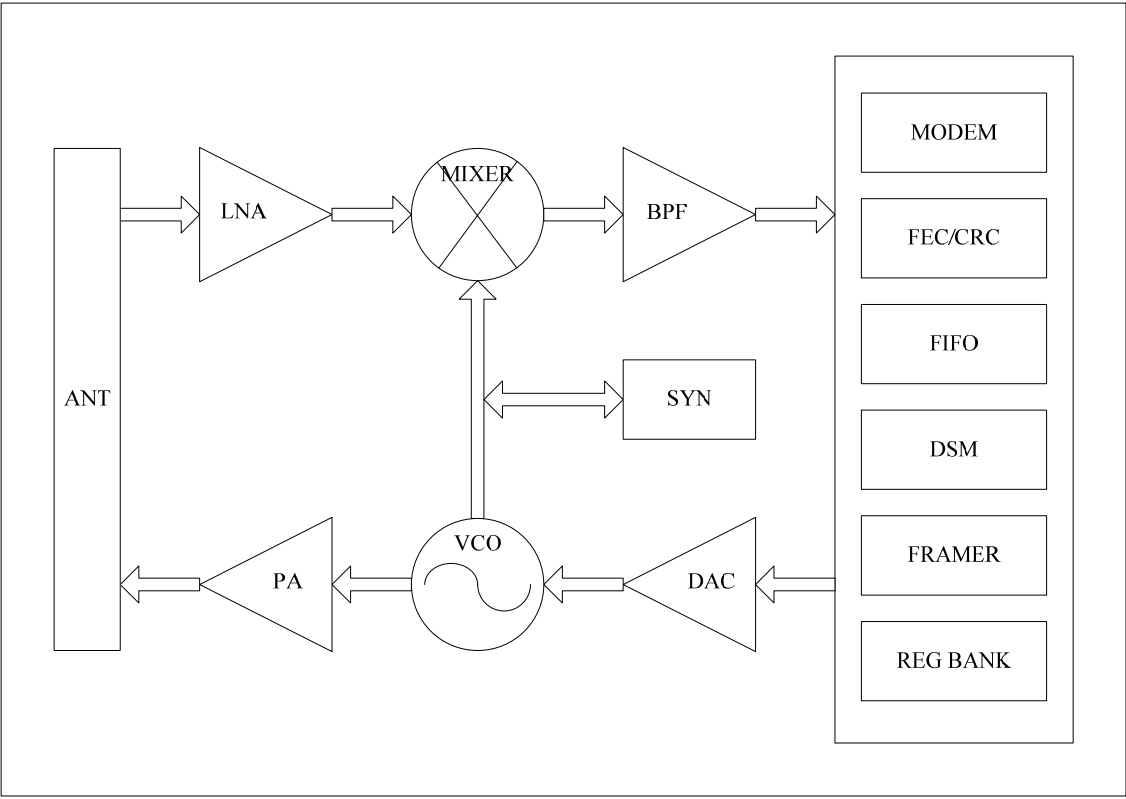 MODEM
MIXER
LNA
BPF
FEC/CRC
FIFO
ANT
SYN
DSM
VCO
FRAMER
PA
DAC
REG BANK